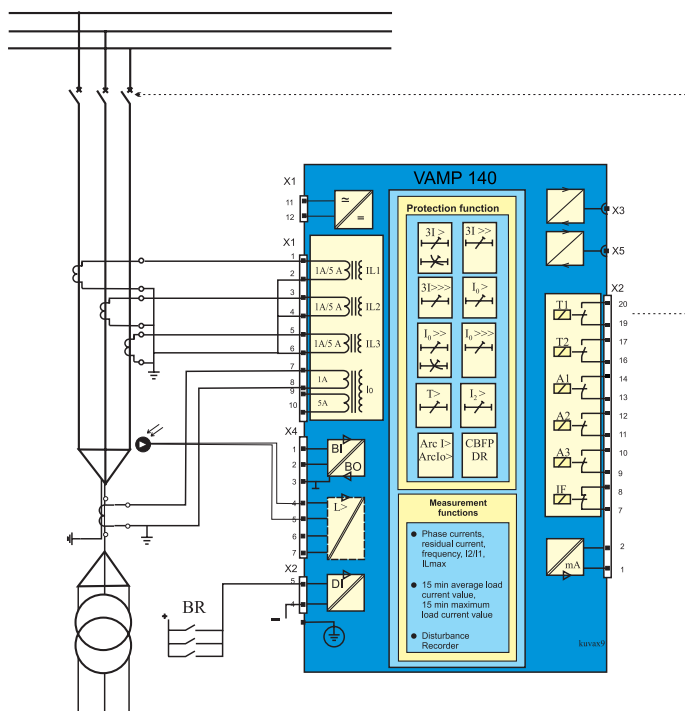 VAMP 140
X1
11
12
≃
=
X1
1
2
1A/5 A
IL1
3
4
1A/5 A
IL2
5
6
1A/5 A
IL3
7
8
1A
I0
9
10
5A
X4
1
2
3
BI
BO
4
5
6
7
L>
X2
5
4
DI
BR
+
–
Protection function
3I >
3I >>
3I>>>
I0 >
I0 >>
I0 >>>
T>
I2>
Arc I>
ArcIo>
CBFP
DR
Measurement
functions
• Phase currents,
residual current,
frequency, I2/I1,
ILmax
• 15 min average load
current value,
15 min maximum
load current value
• Disturbance
Recorder
X3
X5
X2
T1
20
19
T2
17
16
A1
14
13
A2
12
11
A3
10
9
IF
8
7
mA
2
1
kuvax9